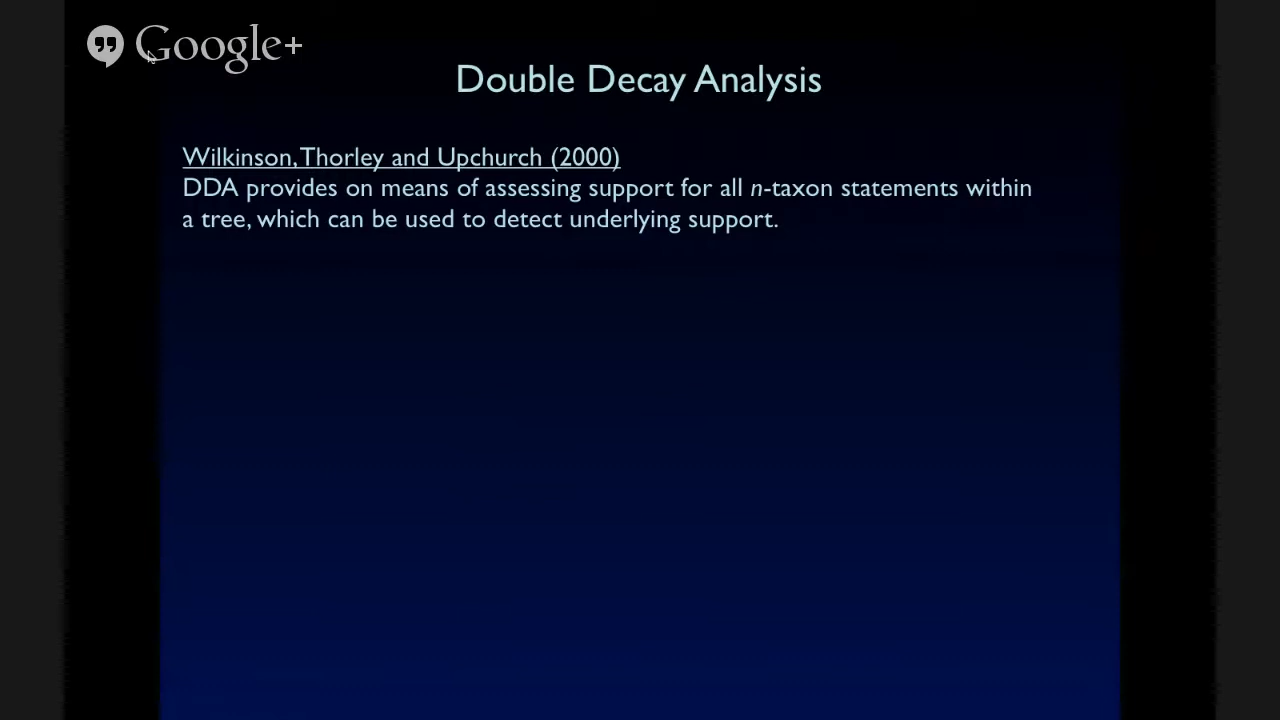 Google+
Double Decay Analysis
Wilkinson, Thorley and Upchurch (2000)
DDA provides on means of assessing support for all n-taxon statements within
a tree, which can be used to detect underlying support.